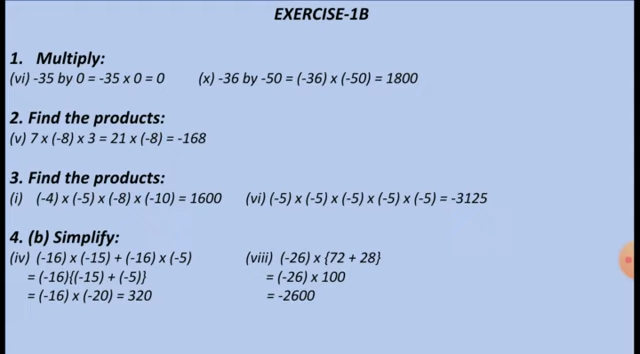 EXERCISE-1B
1. Multiply:
(vi) -35 by 0 = -35 x 0 = 0 (x) -36 by -50 = (-36) x (-50) = 1800
2. Find the products:
(v) 7 x (-8) x 3 = 21 x (-8) = -168
3. Find the products:
(i) (-4) x (-5) x (-8) x (-10) = 1600 (vi) (-5) x (-5) x (-5) x (-5) x (-5) = -3125
4. (b) Simplify:
(iv) (-16) x (-15) + (-16) x (-5) (viii) (-26) x {72 + 28}
= (-16){(-15) + (-5)} = (-26) x 100
= (-16) x (-20) = 320 = -2600